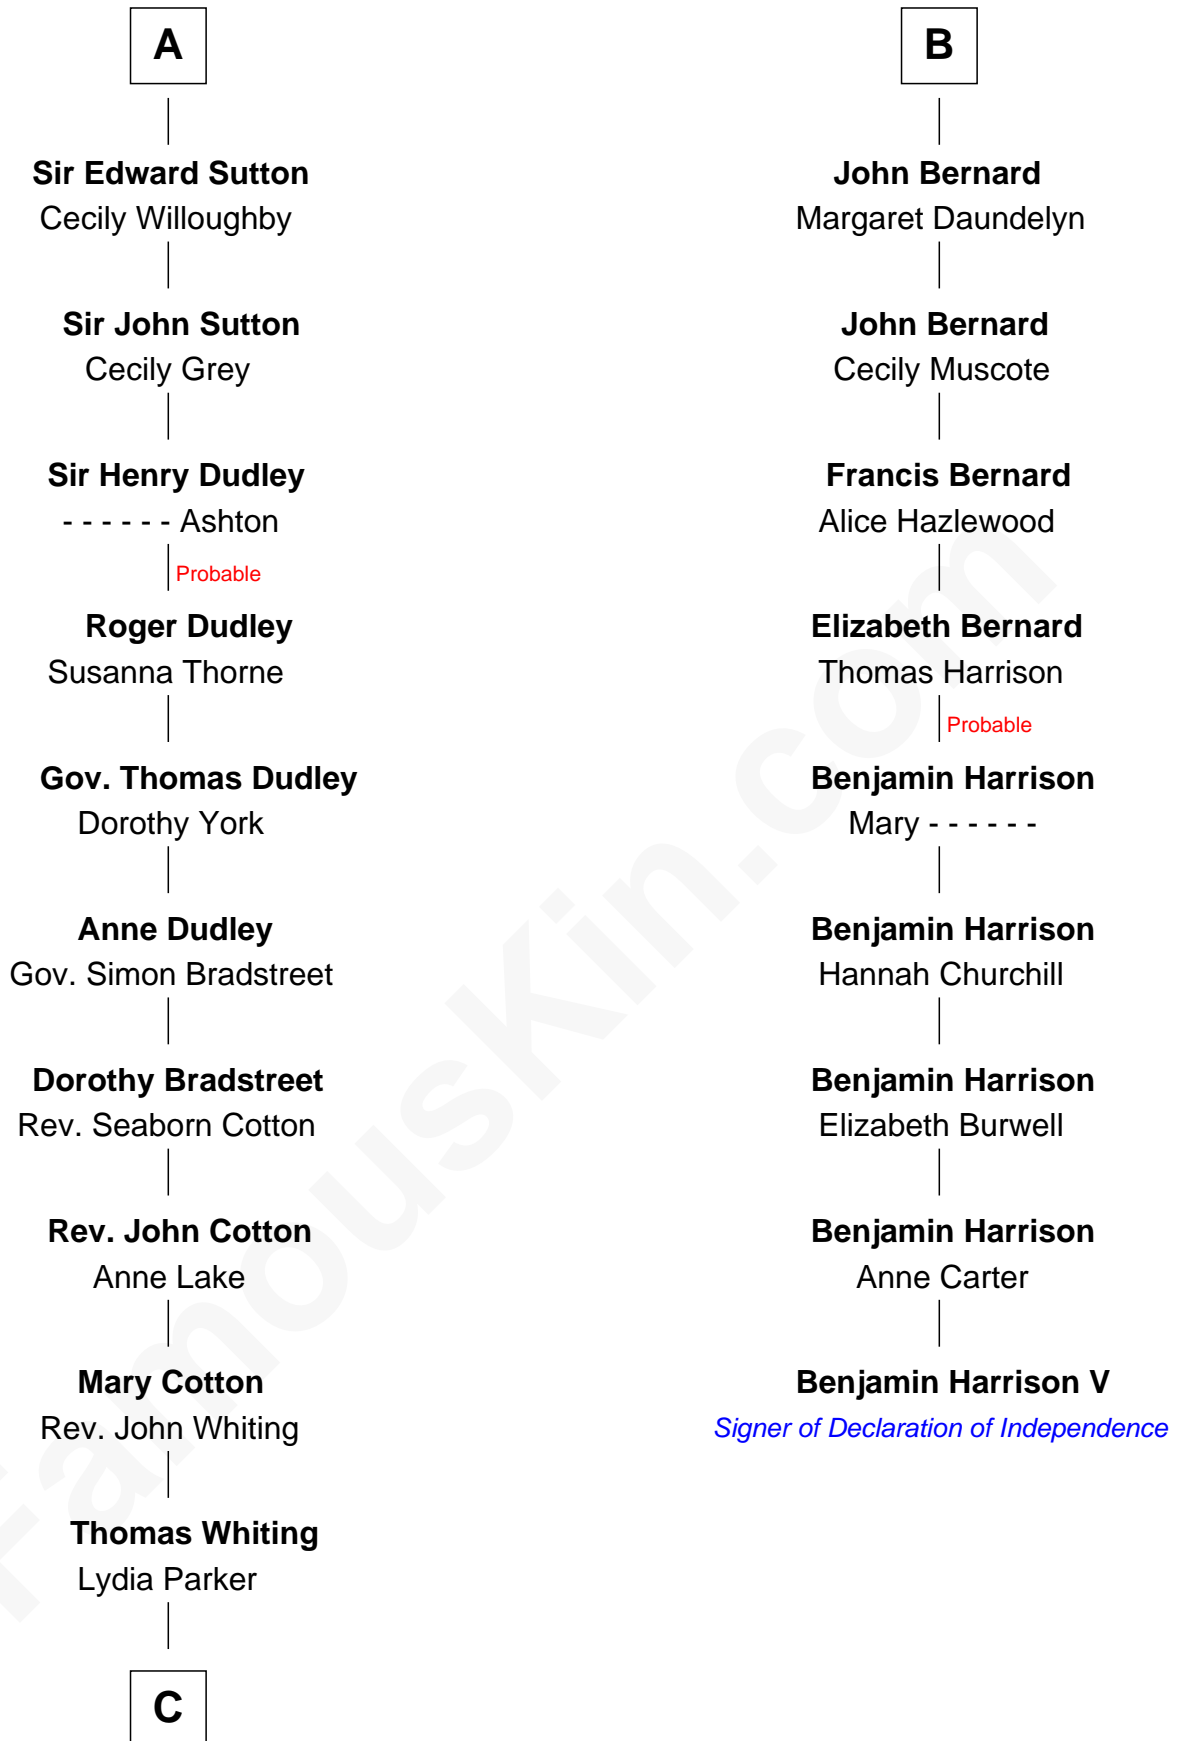 A
Sir Edward Sutton
Cecily Willoughby
Sir John Sutton
Cecily Grey
Sir Henry Dudley
- - - - - - Ashton
Probable
Roger Dudley
Susanna Thorne
Gov. Thomas Dudley
Dorothy York
Anne Dudley
Gov. Simon Bradstreet
Dorothy Bradstreet
Rev. Seaborn Cotton
Rev. John Cotton
Anne Lake
Mary Cotton
Rev. John Whiting
Thomas Whiting
Lydia Parker
C
B
John Bernard
Margaret Daundelyn
John Bernard
Cecily Muscote
Francis Bernard
Alice Hazlewood
Elizabeth Bernard
Thomas Harrison
Probable
Benjamin Harrison
Mary - - - - - -
Benjamin Harrison
Hannah Churchill
Benjamin Harrison
Elizabeth Burwell
Benjamin Harrison
Anne Carter
Benjamin Harrison V
Signer of Declaration of Independence
FamousKin.com